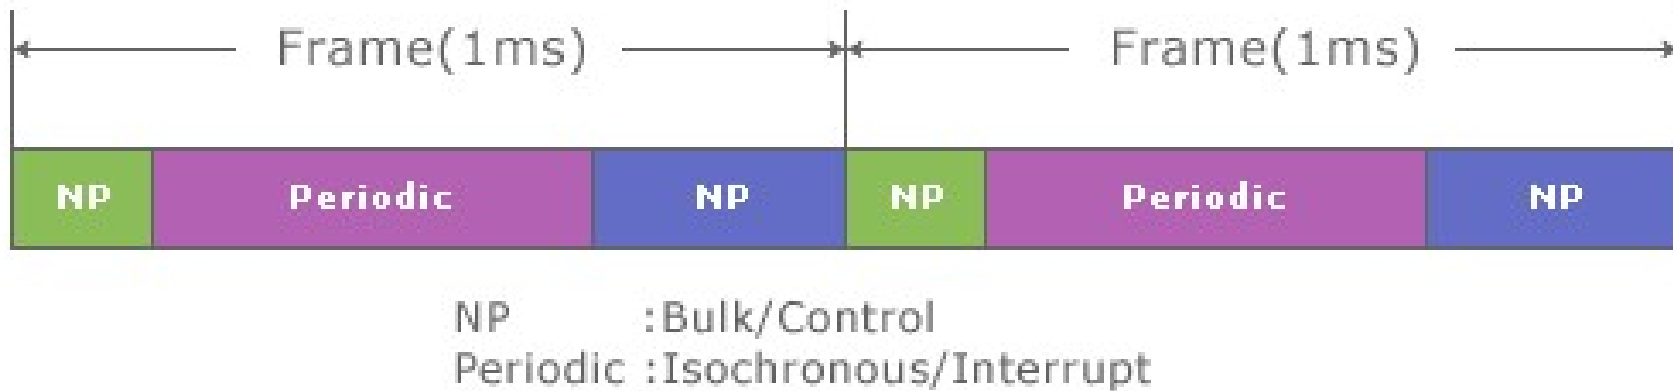 Frame(1ms) Frame(1ms)
NP Periodic NP NP Periodic NP
NP :Bulk/Control
Periodic :Isochronous/Interrupt